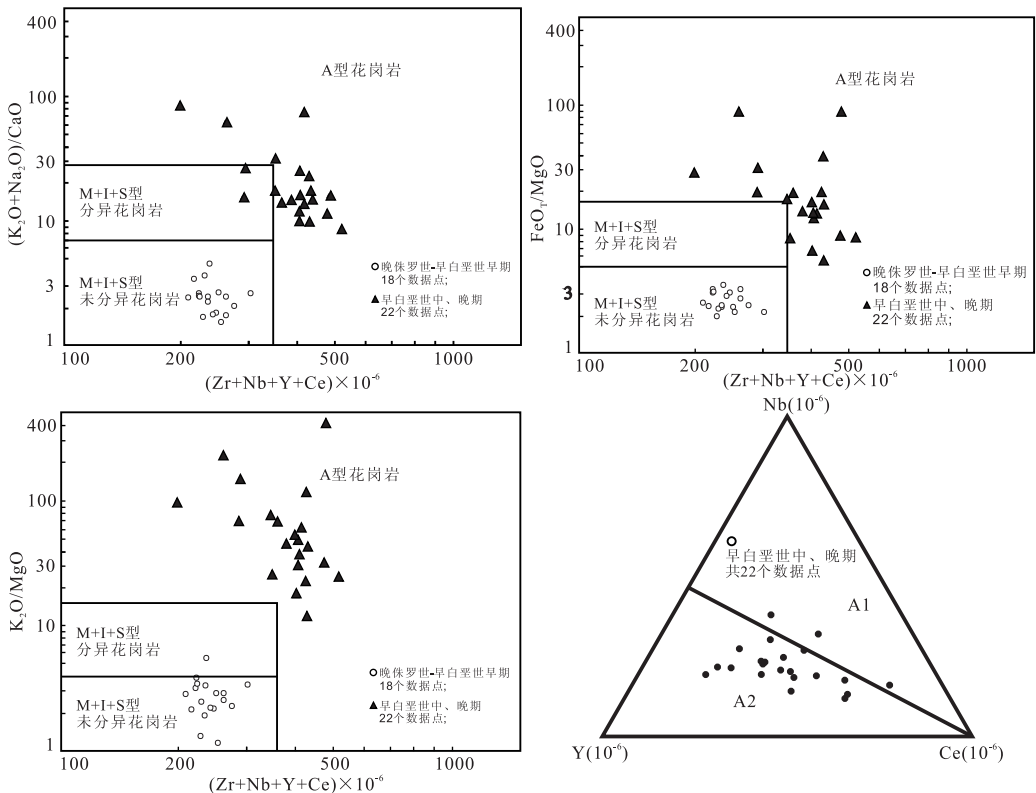 400
100
30
10
3
1
(K₂O+Na₂O)/CaO
A型花岗岩
M+I+S型
分异花岗岩
M+I+S型
未分异花岗岩
晚侏罗世-早白垩世早期
18个数据点;
早白垩世中、晚期
22个数据点;
100
200
500
1000
(Zr+Nb+Y+Ce)×10⁻⁶
400
100
30
10
3
1
FeO_T/MgO
A型花岗岩
M+I+S型
分异花岗岩
M+I+S型
未分异花岗岩
晚侏罗世-早白垩世早期
18个数据点;
早白垩世中、晚期
22个数据点;
100
200
500
1000
(Zr+Nb+Y+Ce)×10⁻⁶
400
100
30
10
1
K₂O/MgO
A型花岗岩
M+I+S型
分异花岗岩
M+I+S型
未分异花岗岩
晚侏罗世-早白垩世早期
18个数据点;
早白垩世中、晚期
22个数据点;
100
200
500
1000
(Zr+Nb+Y+Ce)×10⁻⁶
Nb(10⁻⁶)
早白垩世中、晚期
共22个数据点
A1
A2
Y(10⁻⁶)
Ce(10⁻⁶)